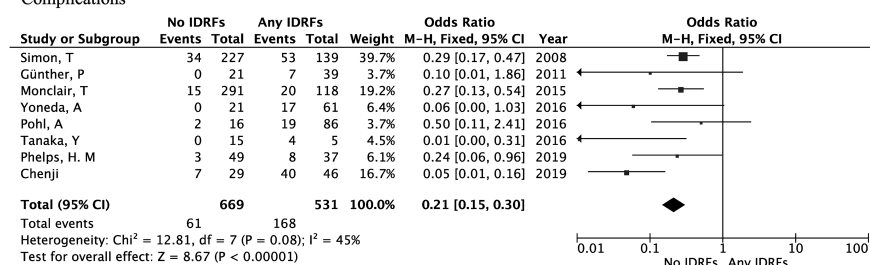 Complications
No IDRFs Any IDRFs Odds Ratio Odds Ratio
Study or Subgroup Events Total Events Total Weight M-H, Fixed, 95% CI Year M-H, Fixed, 95% CI
Simon, T 34 227 53 139 39.7% 0.29 [0.17, 0.47] 2008
Günther, P 0 21 7 39 3.7% 0.10 [0.01, 1.86] 2011
Monclair, T 15 291 20 118 19.2% 0.27 [0.13, 0.54] 2015
Yoneda, A 0 21 17 61 6.4% 0.06 [0.00, 1.03] 2016
Pohl, A 2 16 19 86 3.7% 0.50 [0.11, 2.41] 2016
Tanaka, Y 0 15 4 5 4.5% 0.01 [0.00, 0.31] 2016
Phelps, H. M 3 49 8 37 6.1% 0.24 [0.06, 0.96] 2019
Chenji 7 29 40 46 16.7% 0.05 [0.01, 0.16] 2019
Total (95% CI) 669 531 100.0% 0.21 [0.15, 0.30]
Total events 61 168
Heterogeneity: Chi² = 12.81, df = 7 (P = 0.08); I² = 45%
Test for overall effect: Z = 8.67 (P < 0.00001)
0.01 0.1 1 10 100
No IDRFs Any IDRFs